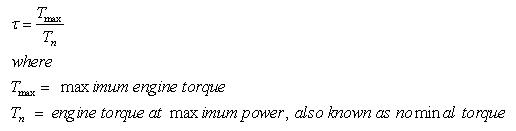 τ = T_max / T_n
where
T_max = maximum engine torque
T_n = engine torque at maximum power, also known as nominal torque